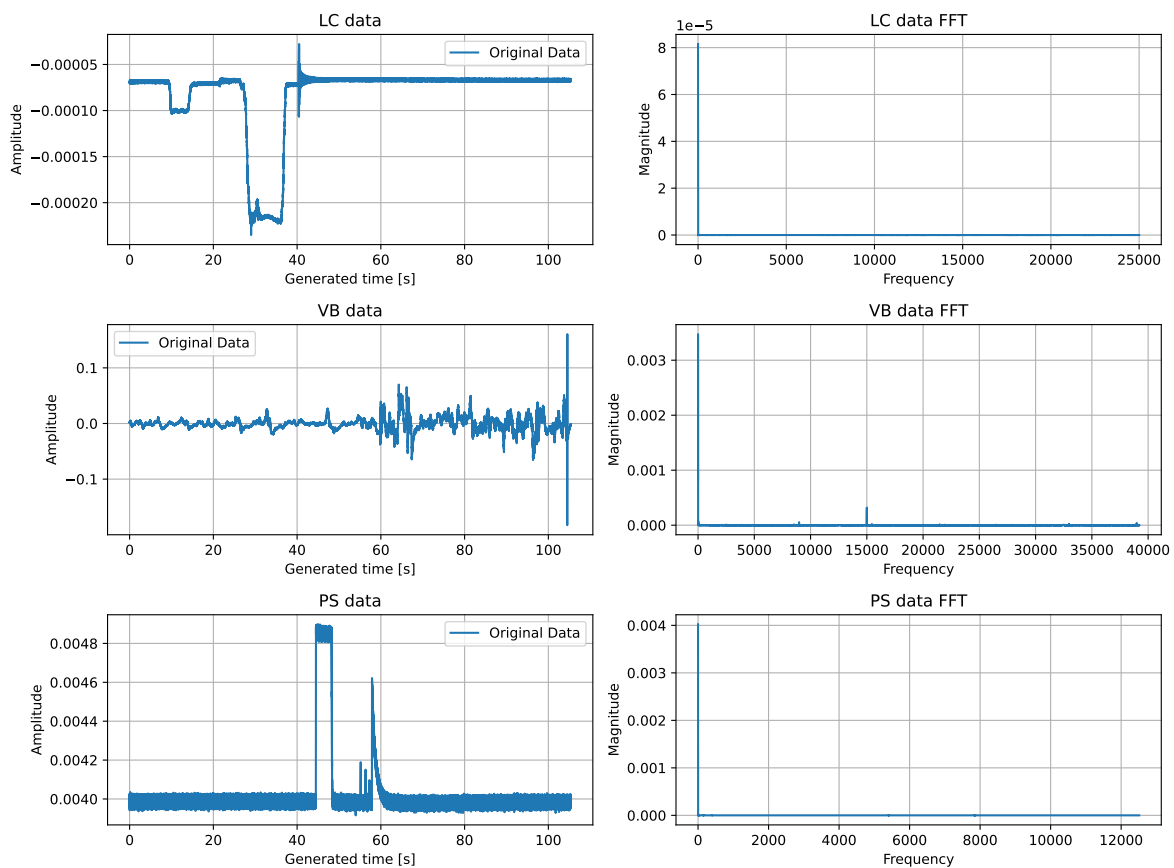 LC data
Amplitude
−0.00005
−0.00010
−0.00015
−0.00020
Original Data
0 20 40 60 80 100
Generated time [s]
LC data FFT
1e−5
Magnitude
8
6
4
2
0
0 5000 10000 15000 20000 25000
Frequency
VB data
Amplitude
0.1
0.0
−0.1
Original Data
0 20 40 60 80 100
Generated time [s]
VB data FFT
Magnitude
0.003
0.002
0.001
0.000
0 5000 10000 15000 20000 25000 30000 35000 40000
Frequency
PS data
Amplitude
0.0048
0.0046
0.0044
0.0042
0.0040
Original Data
0 20 40 60 80 100
Generated time [s]
PS data FFT
Magnitude
0.004
0.003
0.002
0.001
0.000
0 2000 4000 6000 8000 10000 12000
Frequency